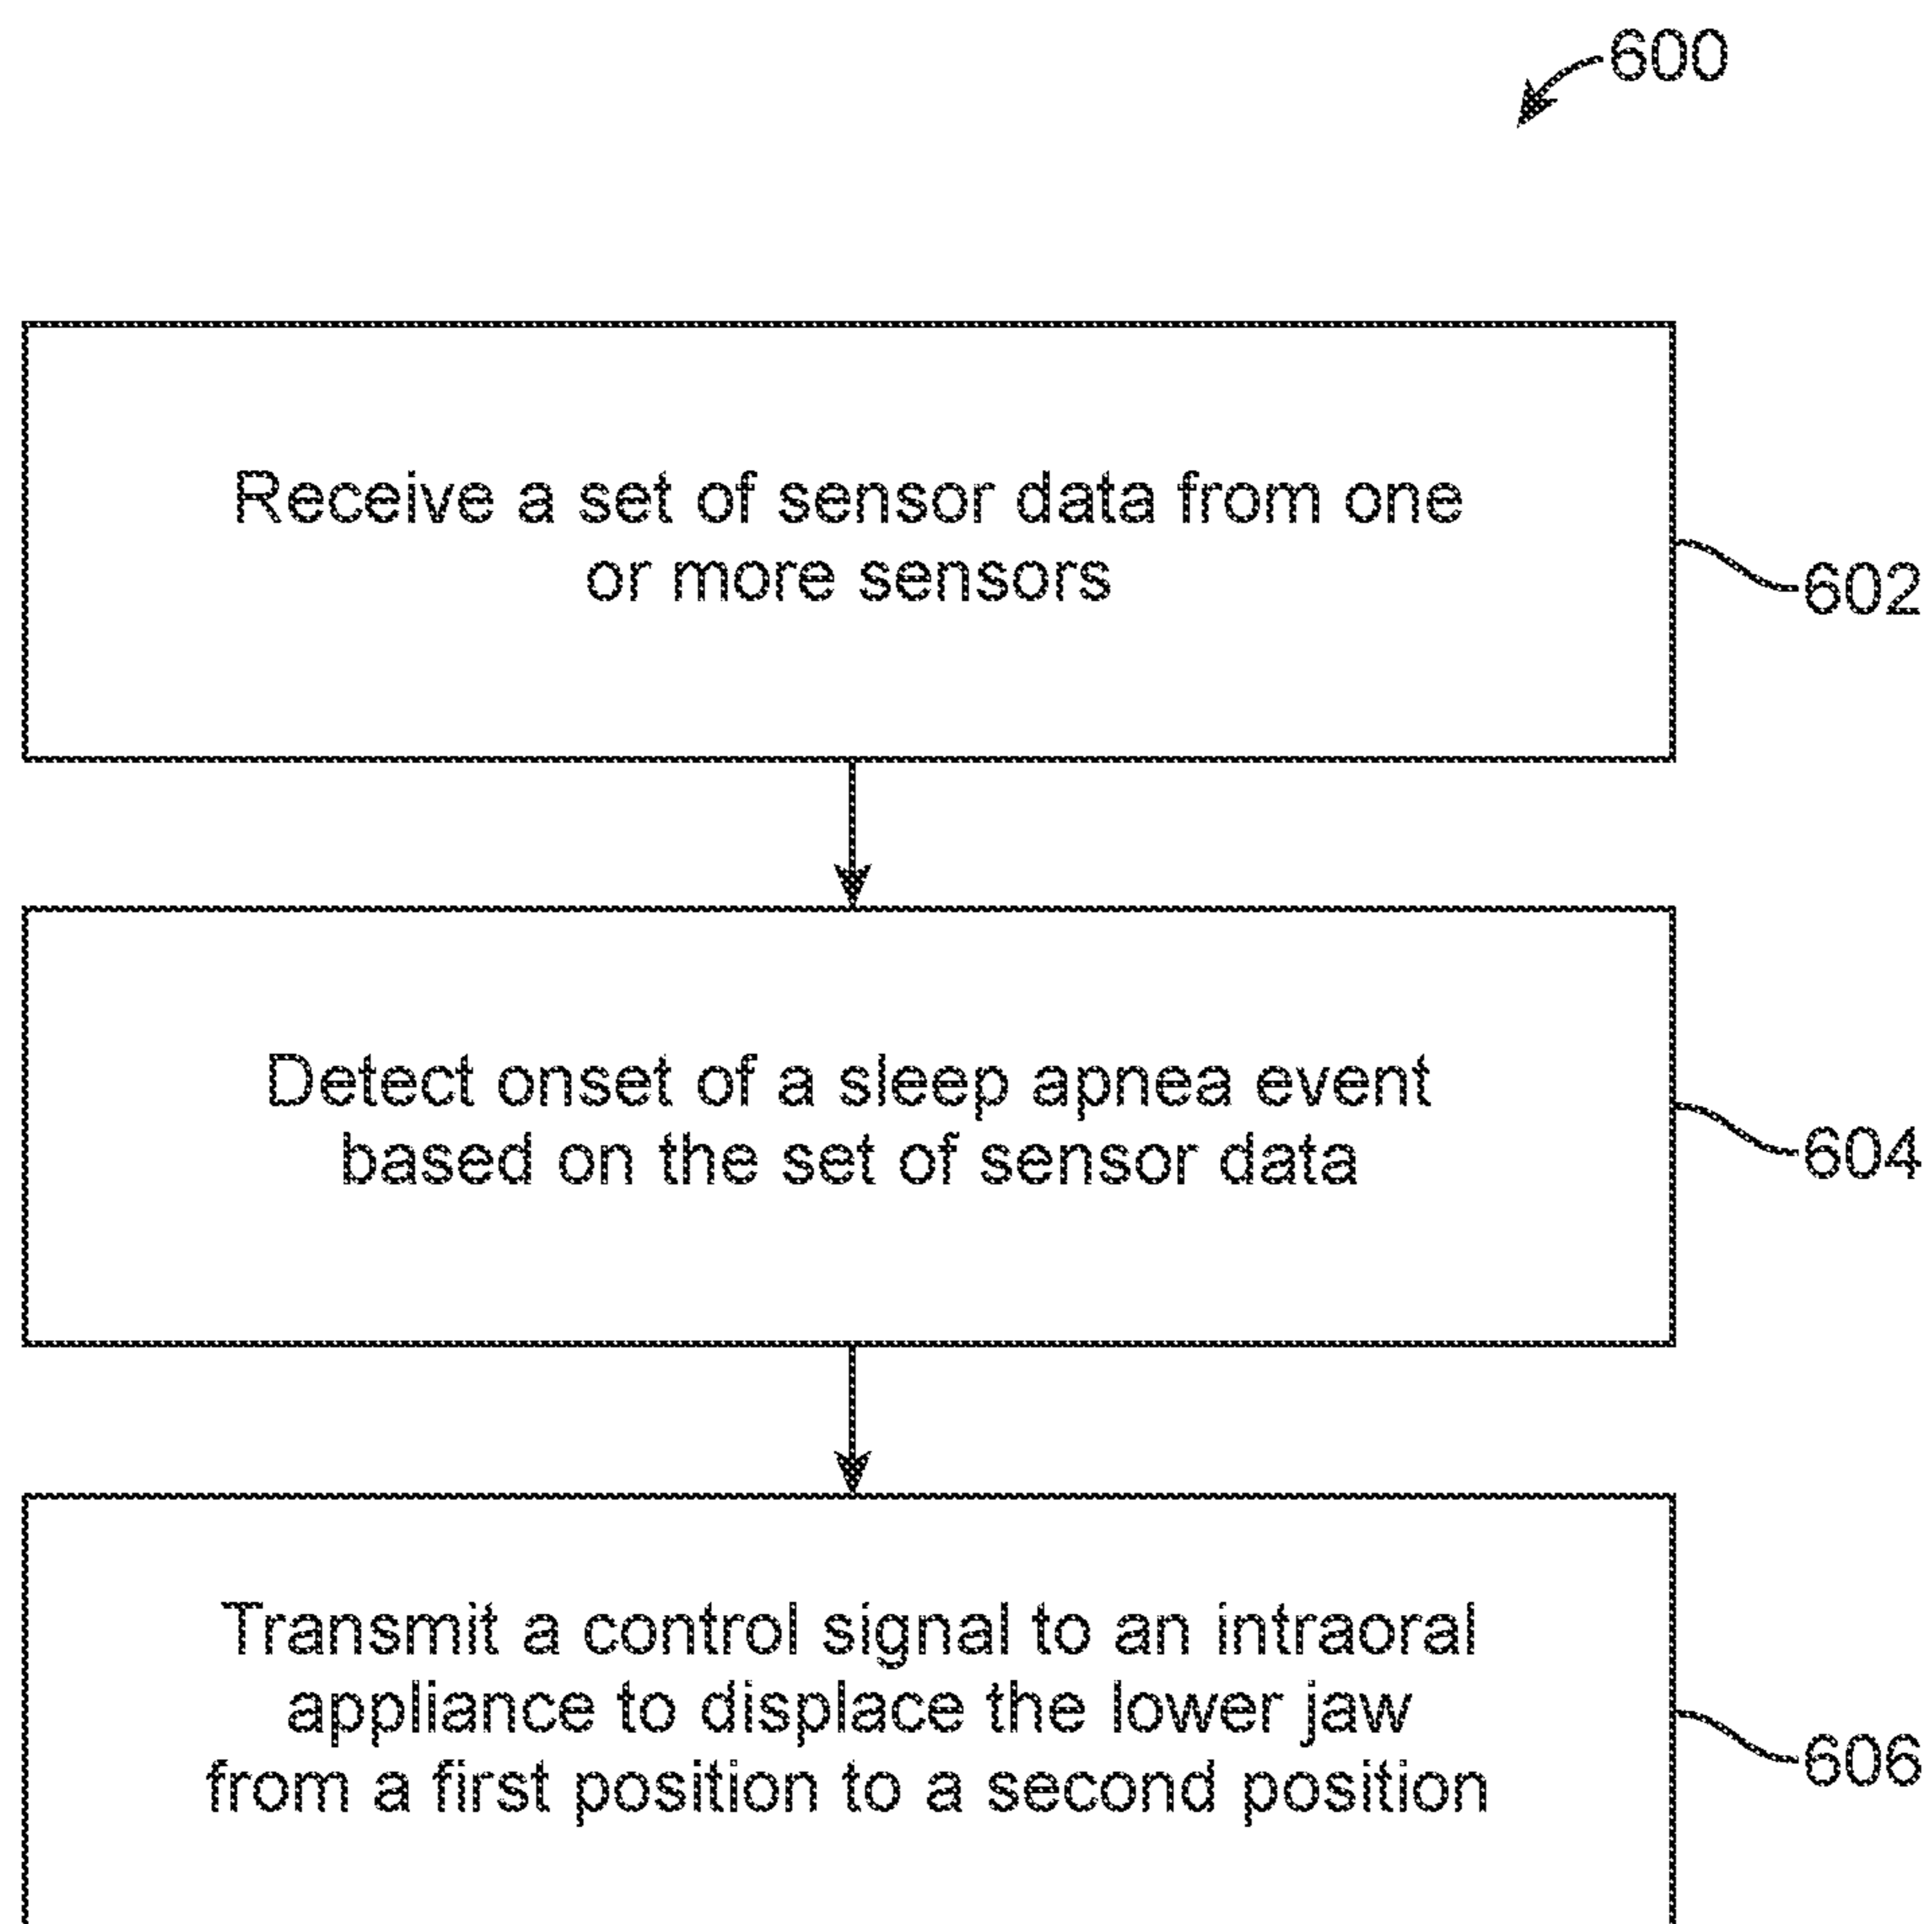 600
Receive a set of sensor data from one
or more sensors
602
Detect onset of a sleep apnea event
based on the set of sensor data
604
Transmit a control signal to an intraoral
appliance to displace the lower jaw
from a first position to a second position
606